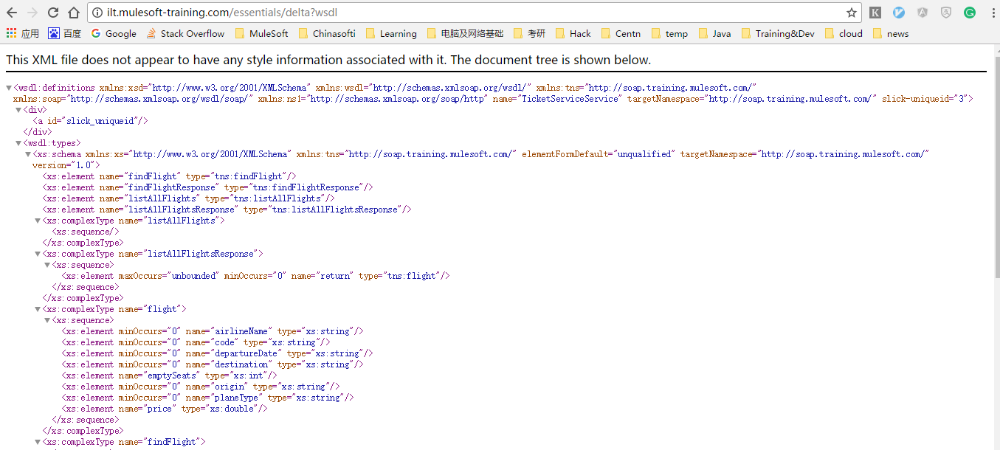 ilt.mulesoft-training.com/essentials/delta?wsdl
应用 百度 Google Stack Overflow MuleSoft Chinasofti Learning 电脑及网络基础 考研 Hack Centn temp Java Training&Dev cloud news
This XML file does not appear to have any style information associated with it. The document tree is shown below.
▼<wsdl:definitions xmlns:xsd="http://www.w3.org/2001/XMLSchema" xmlns:wsdl="http://schemas.xmlsoap.org/wsdl/" xmlns:tns="http://soap.training.mulesoft.com/"
xmlns:soap="http://schemas.xmlsoap.org/wsdl/soap/" xmlns:ns1="http://schemas.xmlsoap.org/soap/http" name="TicketServiceService" targetNamespace="http://soap.training.mulesoft.com/" slick-uniqueid="3">
▼<div>
<a id="slick_uniqueid"/>
</div>
▼<wsdl:types>
▼<xs:schema xmlns:xs="http://www.w3.org/2001/XMLSchema" xmlns:tns="http://soap.training.mulesoft.com/" elementFormDefault="unqualified" targetNamespace="http://soap.training.mulesoft.com/"
version="1.0">
<xs:element name="findFlight" type="tns:findFlight"/>
<xs:element name="findFlightResponse" type="tns:findFlightResponse"/>
<xs:element name="listAllFlights" type="tns:listAllFlights"/>
<xs:element name="listAllFlightsResponse" type="tns:listAllFlightsResponse"/>
▼<xs:complexType name="listAllFlights">
<xs:sequence/>
</xs:complexType>
▼<xs:complexType name="listAllFlightsResponse">
▼<xs:sequence>
<xs:element maxOccurs="unbounded" minOccurs="0" name="return" type="tns:flight"/>
</xs:sequence>
</xs:complexType>
▼<xs:complexType name="flight">
▼<xs:sequence>
<xs:element minOccurs="0" name="airlineName" type="xs:string"/>
<xs:element minOccurs="0" name="code" type="xs:string"/>
<xs:element minOccurs="0" name="departureDate" type="xs:string"/>
<xs:element minOccurs="0" name="destination" type="xs:string"/>
<xs:element name="emptySeats" type="xs:int"/>
<xs:element minOccurs="0" name="origin" type="xs:string"/>
<xs:element minOccurs="0" name="planeType" type="xs:string"/>
<xs:element name="price" type="xs:double"/>
</xs:sequence>
</xs:complexType>
▼<xs:complexType name="findFlight">